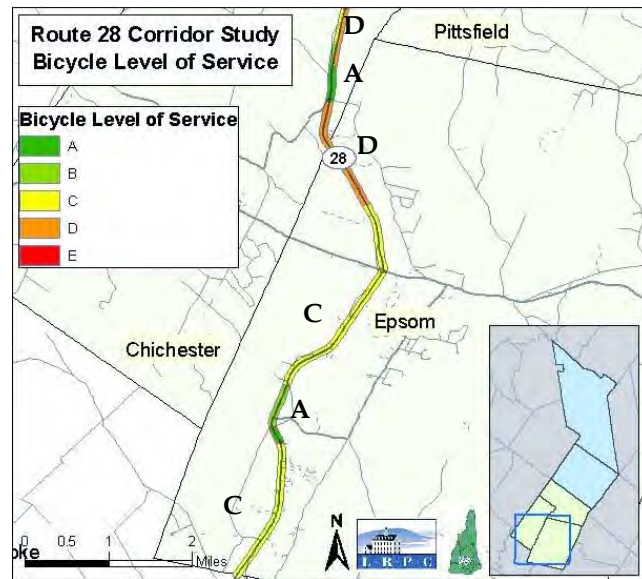 Route 28 Corridor Study
Bicycle Level of Service
Bicycle Level of Service
A
B
C
D
E
D
Pittsfield
A
D
28
C
Epsom
Chichester
A
C
N
oke
0 0.5 1 2
Miles
L R P C